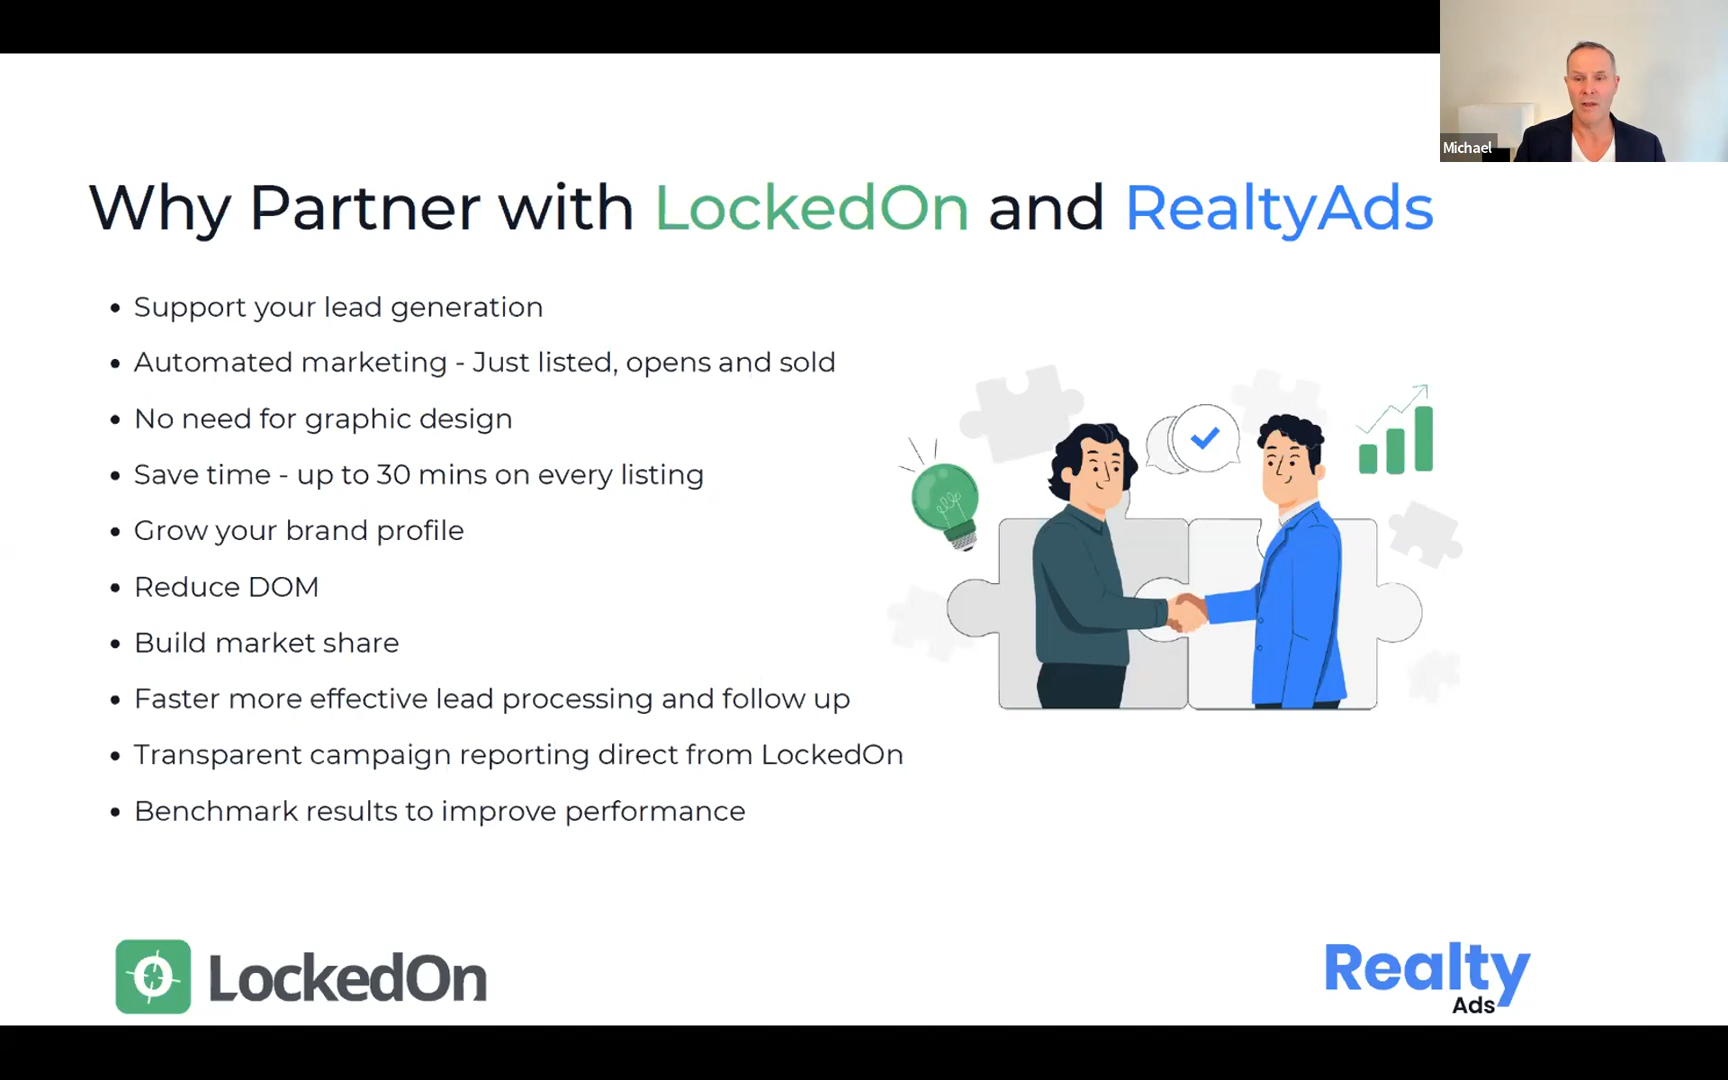 Michael
Why Partner with LockedOn and RealtyAds
• Support your lead generation
• Automated marketing - Just listed, opens and sold
• No need for graphic design
• Save time - up to 30 mins on every listing
• Grow your brand profile
• Reduce DOM
• Build market share
• Faster more effective lead processing and follow up
• Transparent campaign reporting direct from LockedOn
• Benchmark results to improve performance
LockedOn
Realty
Ads